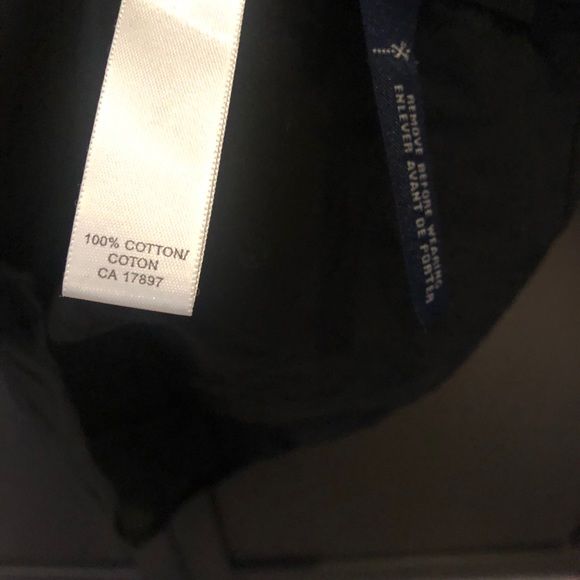 100% COTTON/
COTON
CA 17897
REMOVE BEFORE WEARING
ENLEVER AVANT DE PORTER